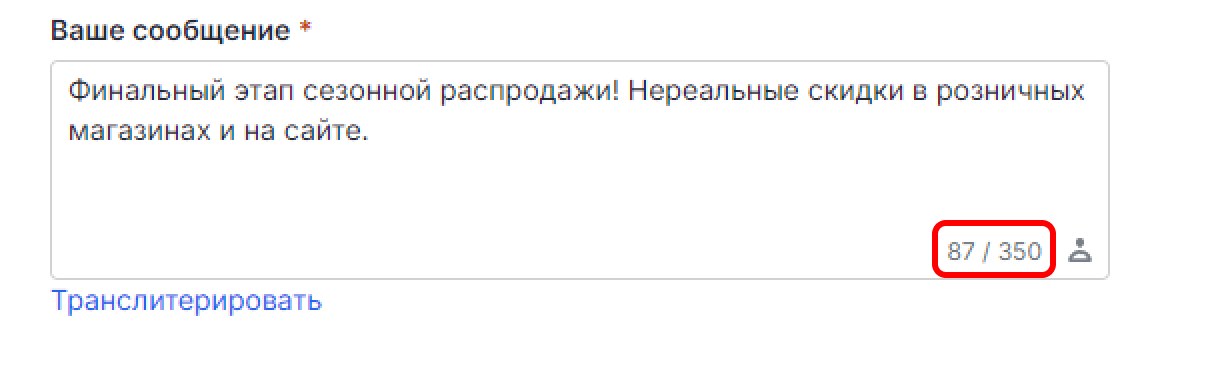 Ваше сообщение *
Финальный этап сезонной распродажи! Нереальные скидки в розничных
магазинах и на сайте.
87 / 350
Транслитерировать